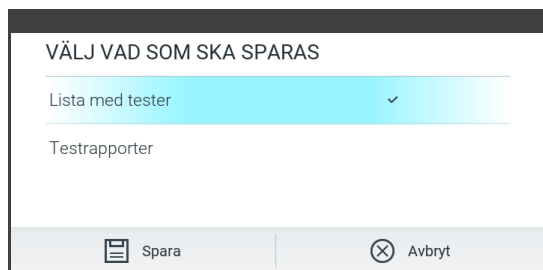 VÄLJ VAD SOM SKA SPARAS
Lista med tester
Testrapporter
Spara
Avbryt